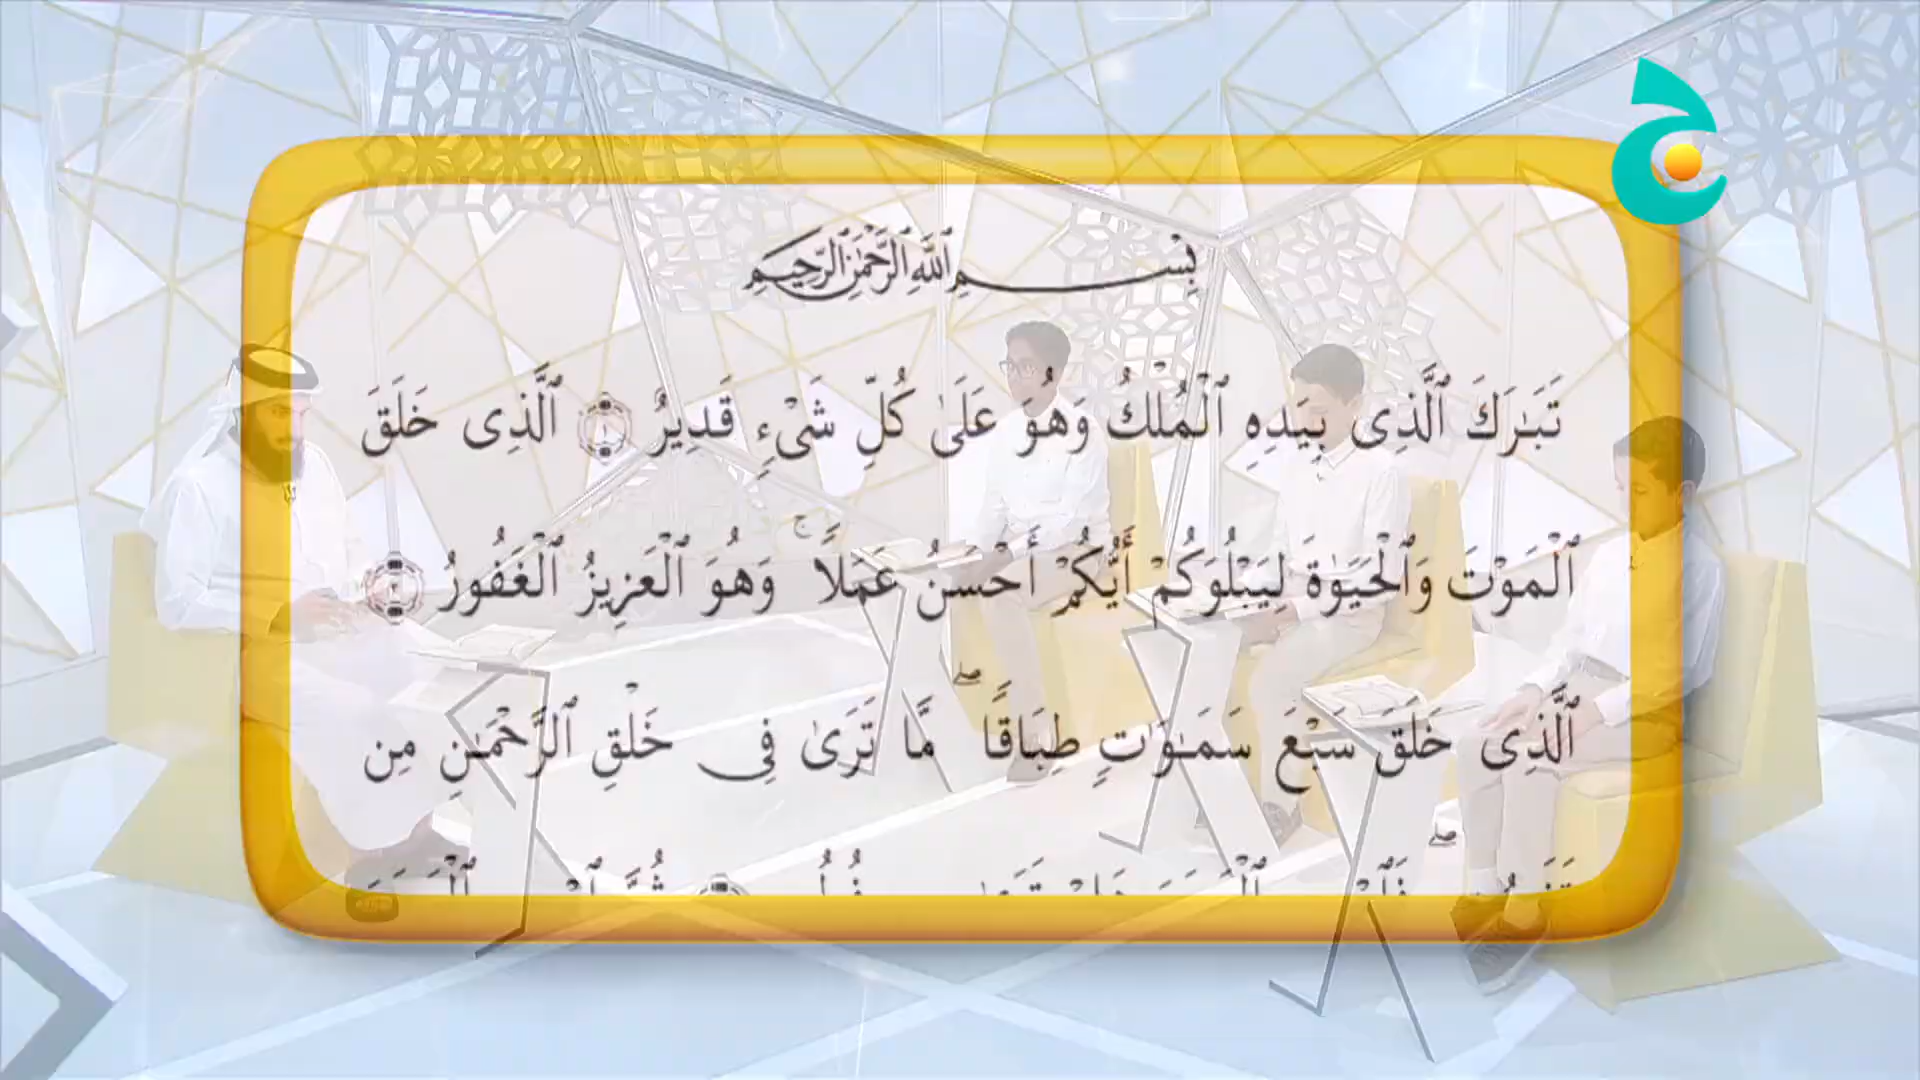 بِسْمِ ٱللَّهِ ٱلرَّحْمَٰنِ ٱلرَّحِيمِ
تَبَٰرَكَ ٱلَّذِى بِيَدِهِ ٱلْمُلْكُ وَهُوَ عَلَىٰ كُلِّ شَىْءٍ قَدِيرٌ ١ ٱلَّذِى خَلَقَ
ٱلْمَوْتَ وَٱلْحَيَوٰةَ لِيَبْلُوَكُمْ أَيُّكُمْ أَحْسَنُ عَمَلًا ۚ وَهُوَ ٱلْعَزِيزُ ٱلْغَفُورُ ٢
ٱلَّذِى خَلَقَ سَبْعَ سَمَٰوَٰتٍ طِبَاقًا ۖ مَّا تَرَىٰ فِى خَلْقِ ٱلرَّحْمَٰنِ مِن